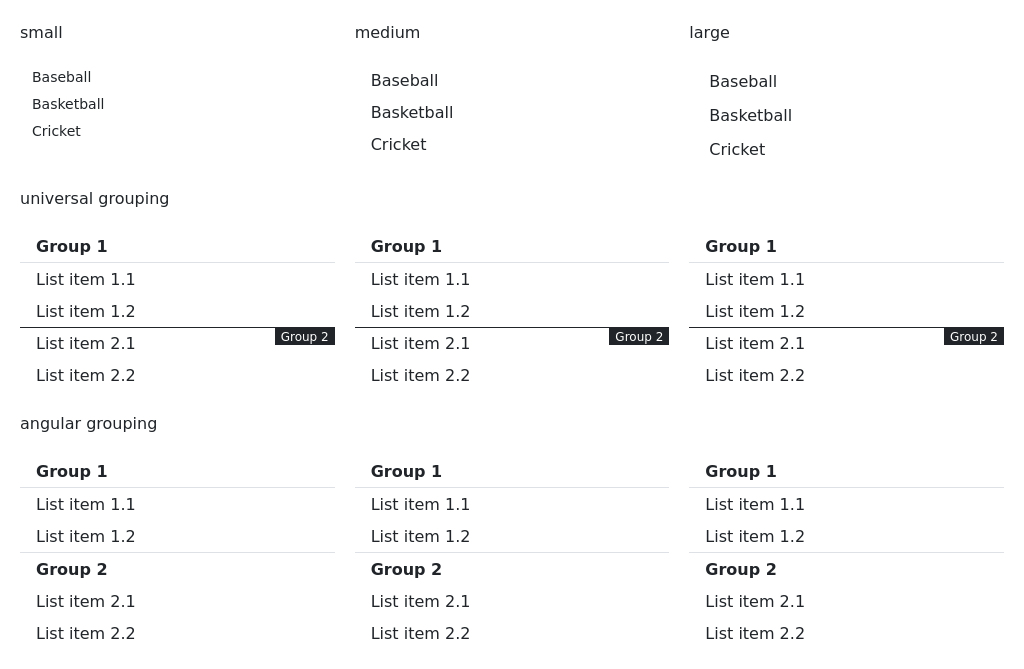 small medium large
Baseball Baseball Baseball
Basketball Basketball Basketball
Cricket Cricket Cricket
universal grouping
Group 1 Group 1 Group 1
List item 1.1 List item 1.1 List item 1.1
List item 1.2 List item 1.2 List item 1.2
List item 2.1 Group 2 List item 2.1 Group 2 List item 2.1 Group 2
List item 2.2 List item 2.2 List item 2.2
angular grouping
Group 1 Group 1 Group 1
List item 1.1 List item 1.1 List item 1.1
List item 1.2 List item 1.2 List item 1.2
Group 2 Group 2 Group 2
List item 2.1 List item 2.1 List item 2.1
List item 2.2 List item 2.2 List item 2.2